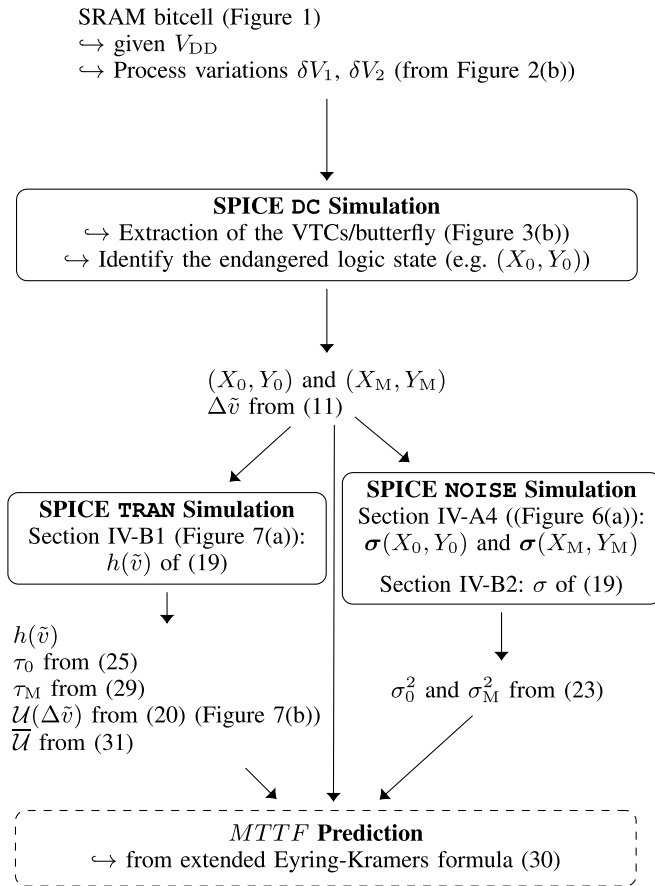 SRAM bitcell (Figure 1)
↪ given V_DD
↪ Process variations δV_1, δV_2 (from Figure 2(b))
SPICE DC Simulation
↪ Extraction of the VTCs/butterfly (Figure 3(b))
↪ Identify the endangered logic state (e.g. (X_0, Y_0))
(X_0, Y_0) and (X_M, Y_M)
Δṽ from (11)
SPICE TRAN Simulation
Section IV-B1 (Figure 7(a)):
h(ṽ) of (19)
h(ṽ)
τ_0 from (25)
τ_M from (29)
𝒰(Δṽ) from (20) (Figure 7(b))
𝒰̅ from (31)
SPICE NOISE Simulation
Section IV-A4 ((Figure 6(a)):
σ(X_0, Y_0) and σ(X_M, Y_M)
Section IV-B2: σ of (19)
σ_0^2 and σ_M^2 from (23)
MTTF Prediction
↪ from extended Eyring-Kramers formula (30)